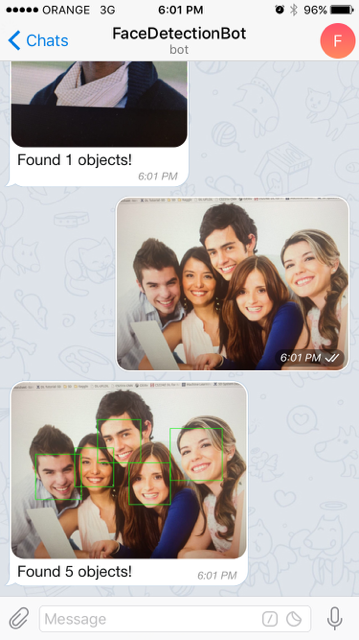 ORANGE 3G 6:01 PM 96%
Chats FaceDetectionBot F
bot
Found 1 objects!
6:01 PM
6:01 PM
Found 5 objects!
6:01 PM
Message